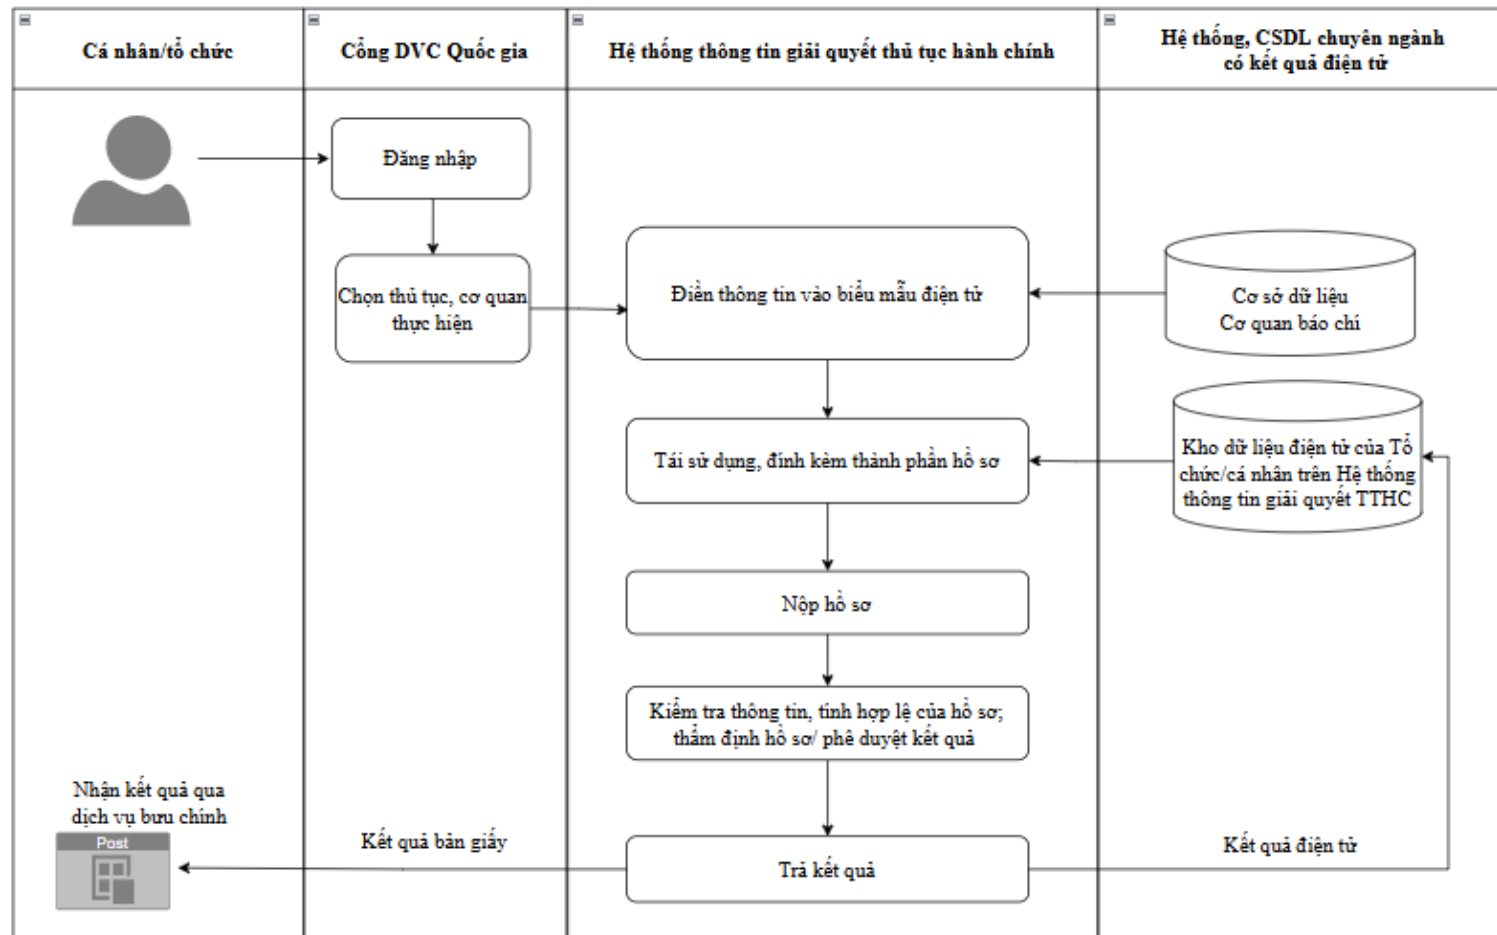 Cá nhân/tổ chức
Cổng DVC Quốc gia
Hệ thống thông tin giải quyết thủ tục hành chính
Hệ thống, CSDL chuyên ngành
có kết quả điện tử
Đăng nhập
Chọn thủ tục, cơ quan
thực hiện
Điền thông tin vào biểu mẫu điện tử
Cơ sở dữ liệu
Cơ quan báo chí
Tái sử dụng, đính kèm thành phần hồ sơ
Kho dữ liệu điện tử của Tổ
chức/cá nhân trên Hệ thống
thông tin giải quyết TTHC
Nộp hồ sơ
Kiểm tra thông tin, tính hợp lệ của hồ sơ;
thẩm định hồ sơ/ phê duyệt kết quả
Nhận kết quả qua
dịch vụ bưu chính
Post
Kết quả bản giấy
Trả kết quả
Kết quả điện tử